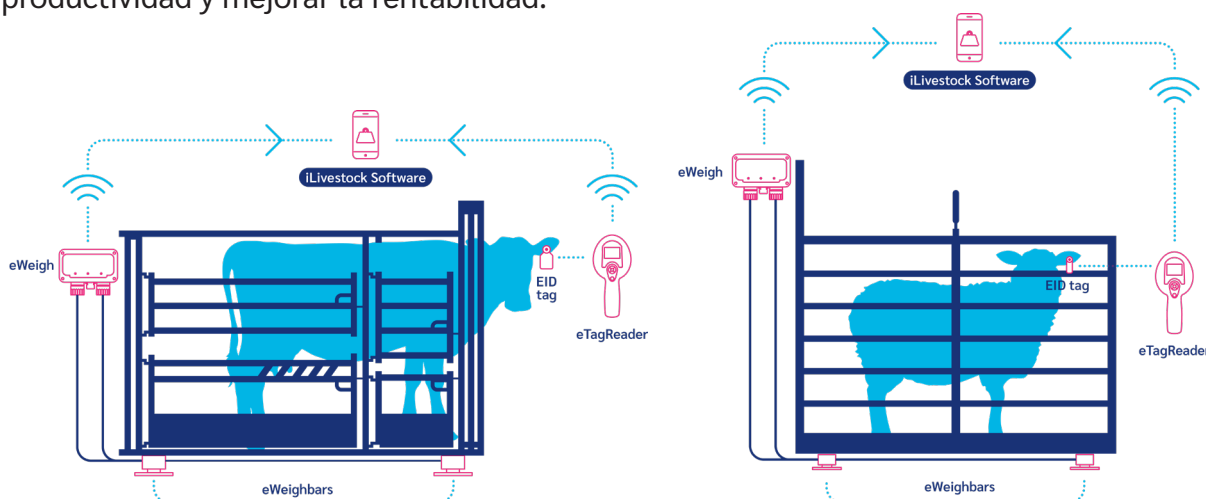 productividad y mejorar la rentabilidad.
iLivestock Software
eWeigh
EID
tag
eTagReader
eWeighbars
iLivestock Software
eWeigh
EID tag
eTagReader
eWeighbars